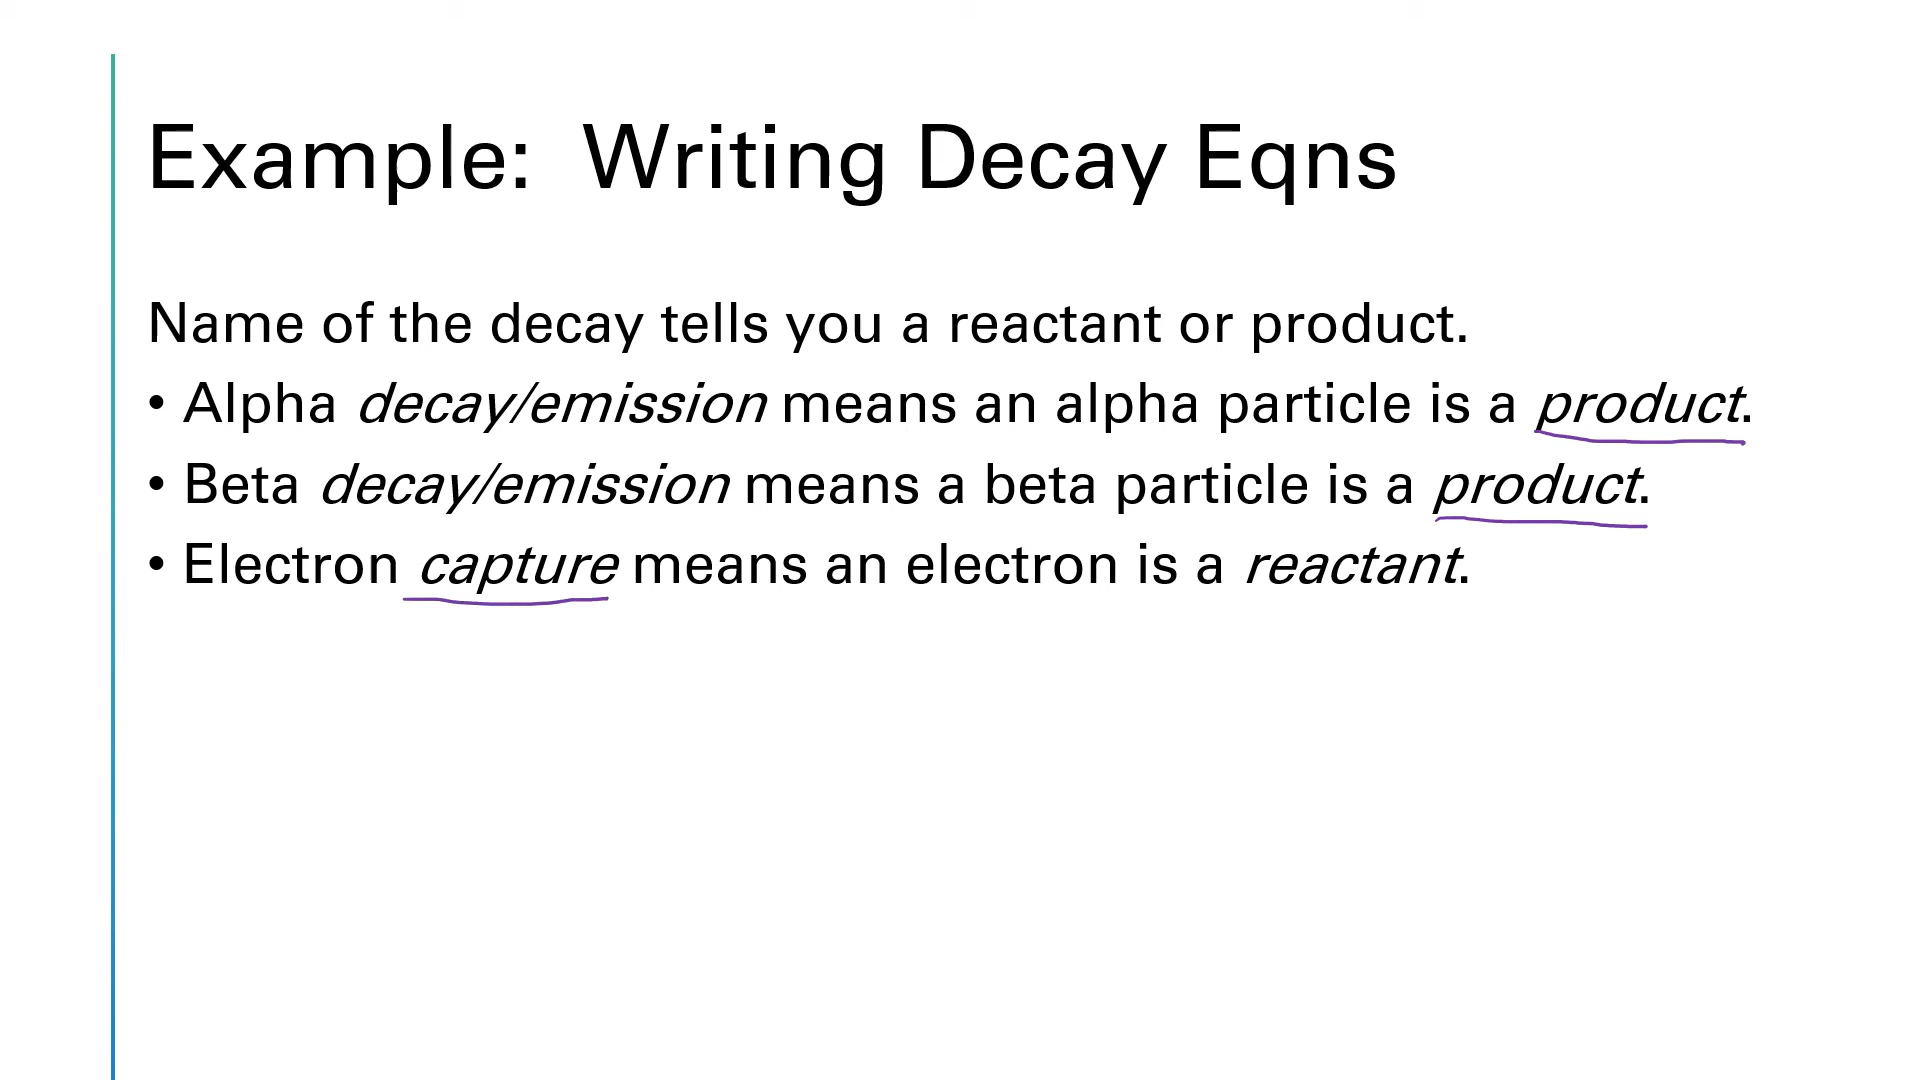 Example:  Writing Decay Eqns
Name of the decay tells you a reactant or product.
• Alpha decay/emission means an alpha particle is a product.
• Beta decay/emission means a beta particle is a product.
• Electron capture means an electron is a reactant.